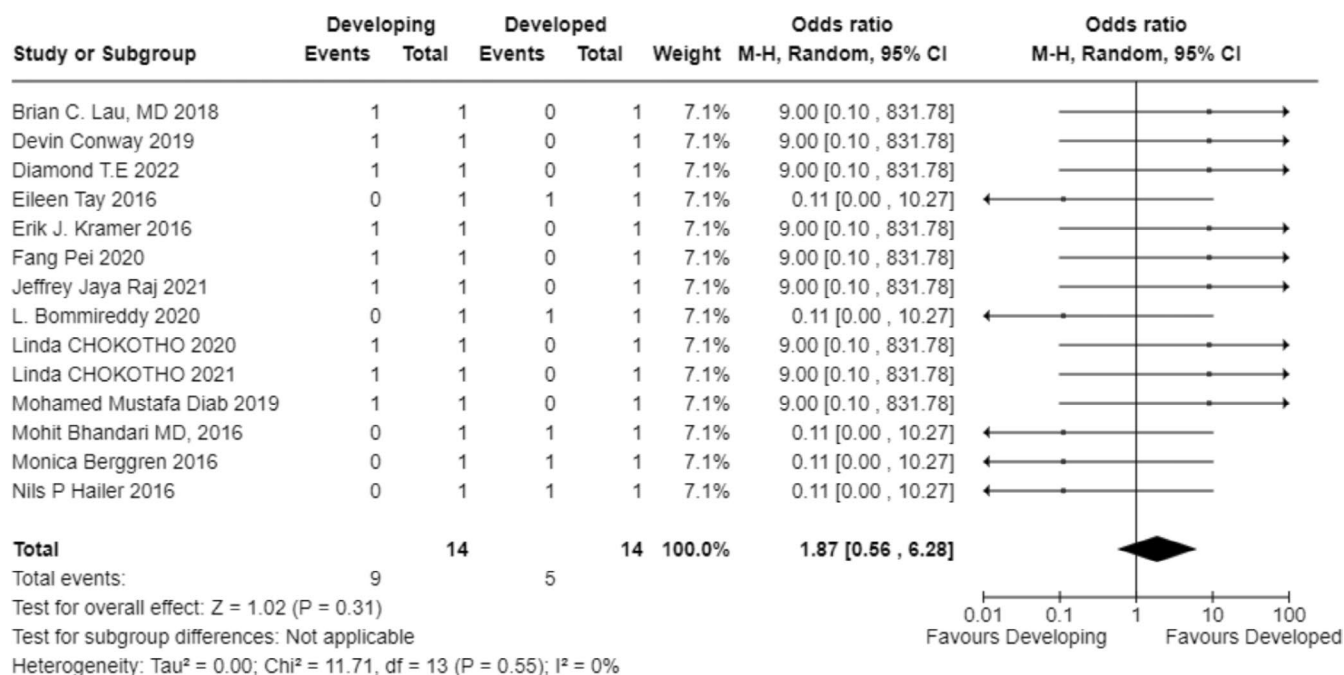 Developing Developed Odds ratio Odds ratio
Study or Subgroup Events Total Events Total Weight M-H, Random, 95% CI M-H, Random, 95% CI
Brian C. Lau, MD 2018 1 1 0 1 7.1% 9.00 [0.10 , 831.78]
Devin Conway 2019 1 1 0 1 7.1% 9.00 [0.10 , 831.78]
Diamond T.E 2022 1 1 0 1 7.1% 9.00 [0.10 , 831.78]
Eileen Tay 2016 0 1 1 1 7.1% 0.11 [0.00 , 10.27]
Erik J. Kramer 2016 1 1 0 1 7.1% 9.00 [0.10 , 831.78]
Fang Pei 2020 1 1 0 1 7.1% 9.00 [0.10 , 831.78]
Jeffrey Jaya Raj 2021 1 1 0 1 7.1% 9.00 [0.10 , 831.78]
L. Bommireddy 2020 0 1 1 1 7.1% 0.11 [0.00 , 10.27]
Linda CHOKOTHO 2020 1 1 0 1 7.1% 9.00 [0.10 , 831.78]
Linda CHOKOTHO 2021 1 1 0 1 7.1% 9.00 [0.10 , 831.78]
Mohamed Mustafa Diab 2019 1 1 0 1 7.1% 9.00 [0.10 , 831.78]
Mohit Bhandari MD, 2016 0 1 1 1 7.1% 0.11 [0.00 , 10.27]
Monica Berggren 2016 0 1 1 1 7.1% 0.11 [0.00 , 10.27]
Nils P Hailer 2016 0 1 1 1 7.1% 0.11 [0.00 , 10.27]
Total 14 14 100.0% 1.87 [0.56 , 6.28]
Total events: 9 5
Test for overall effect: Z = 1.02 (P = 0.31)
Test for subgroup differences: Not applicable
Heterogeneity: Tau² = 0.00; Chi² = 11.71, df = 13 (P = 0.55); I² = 0%
0.01 0.1 1 10 100
Favours Developing Favours Developed